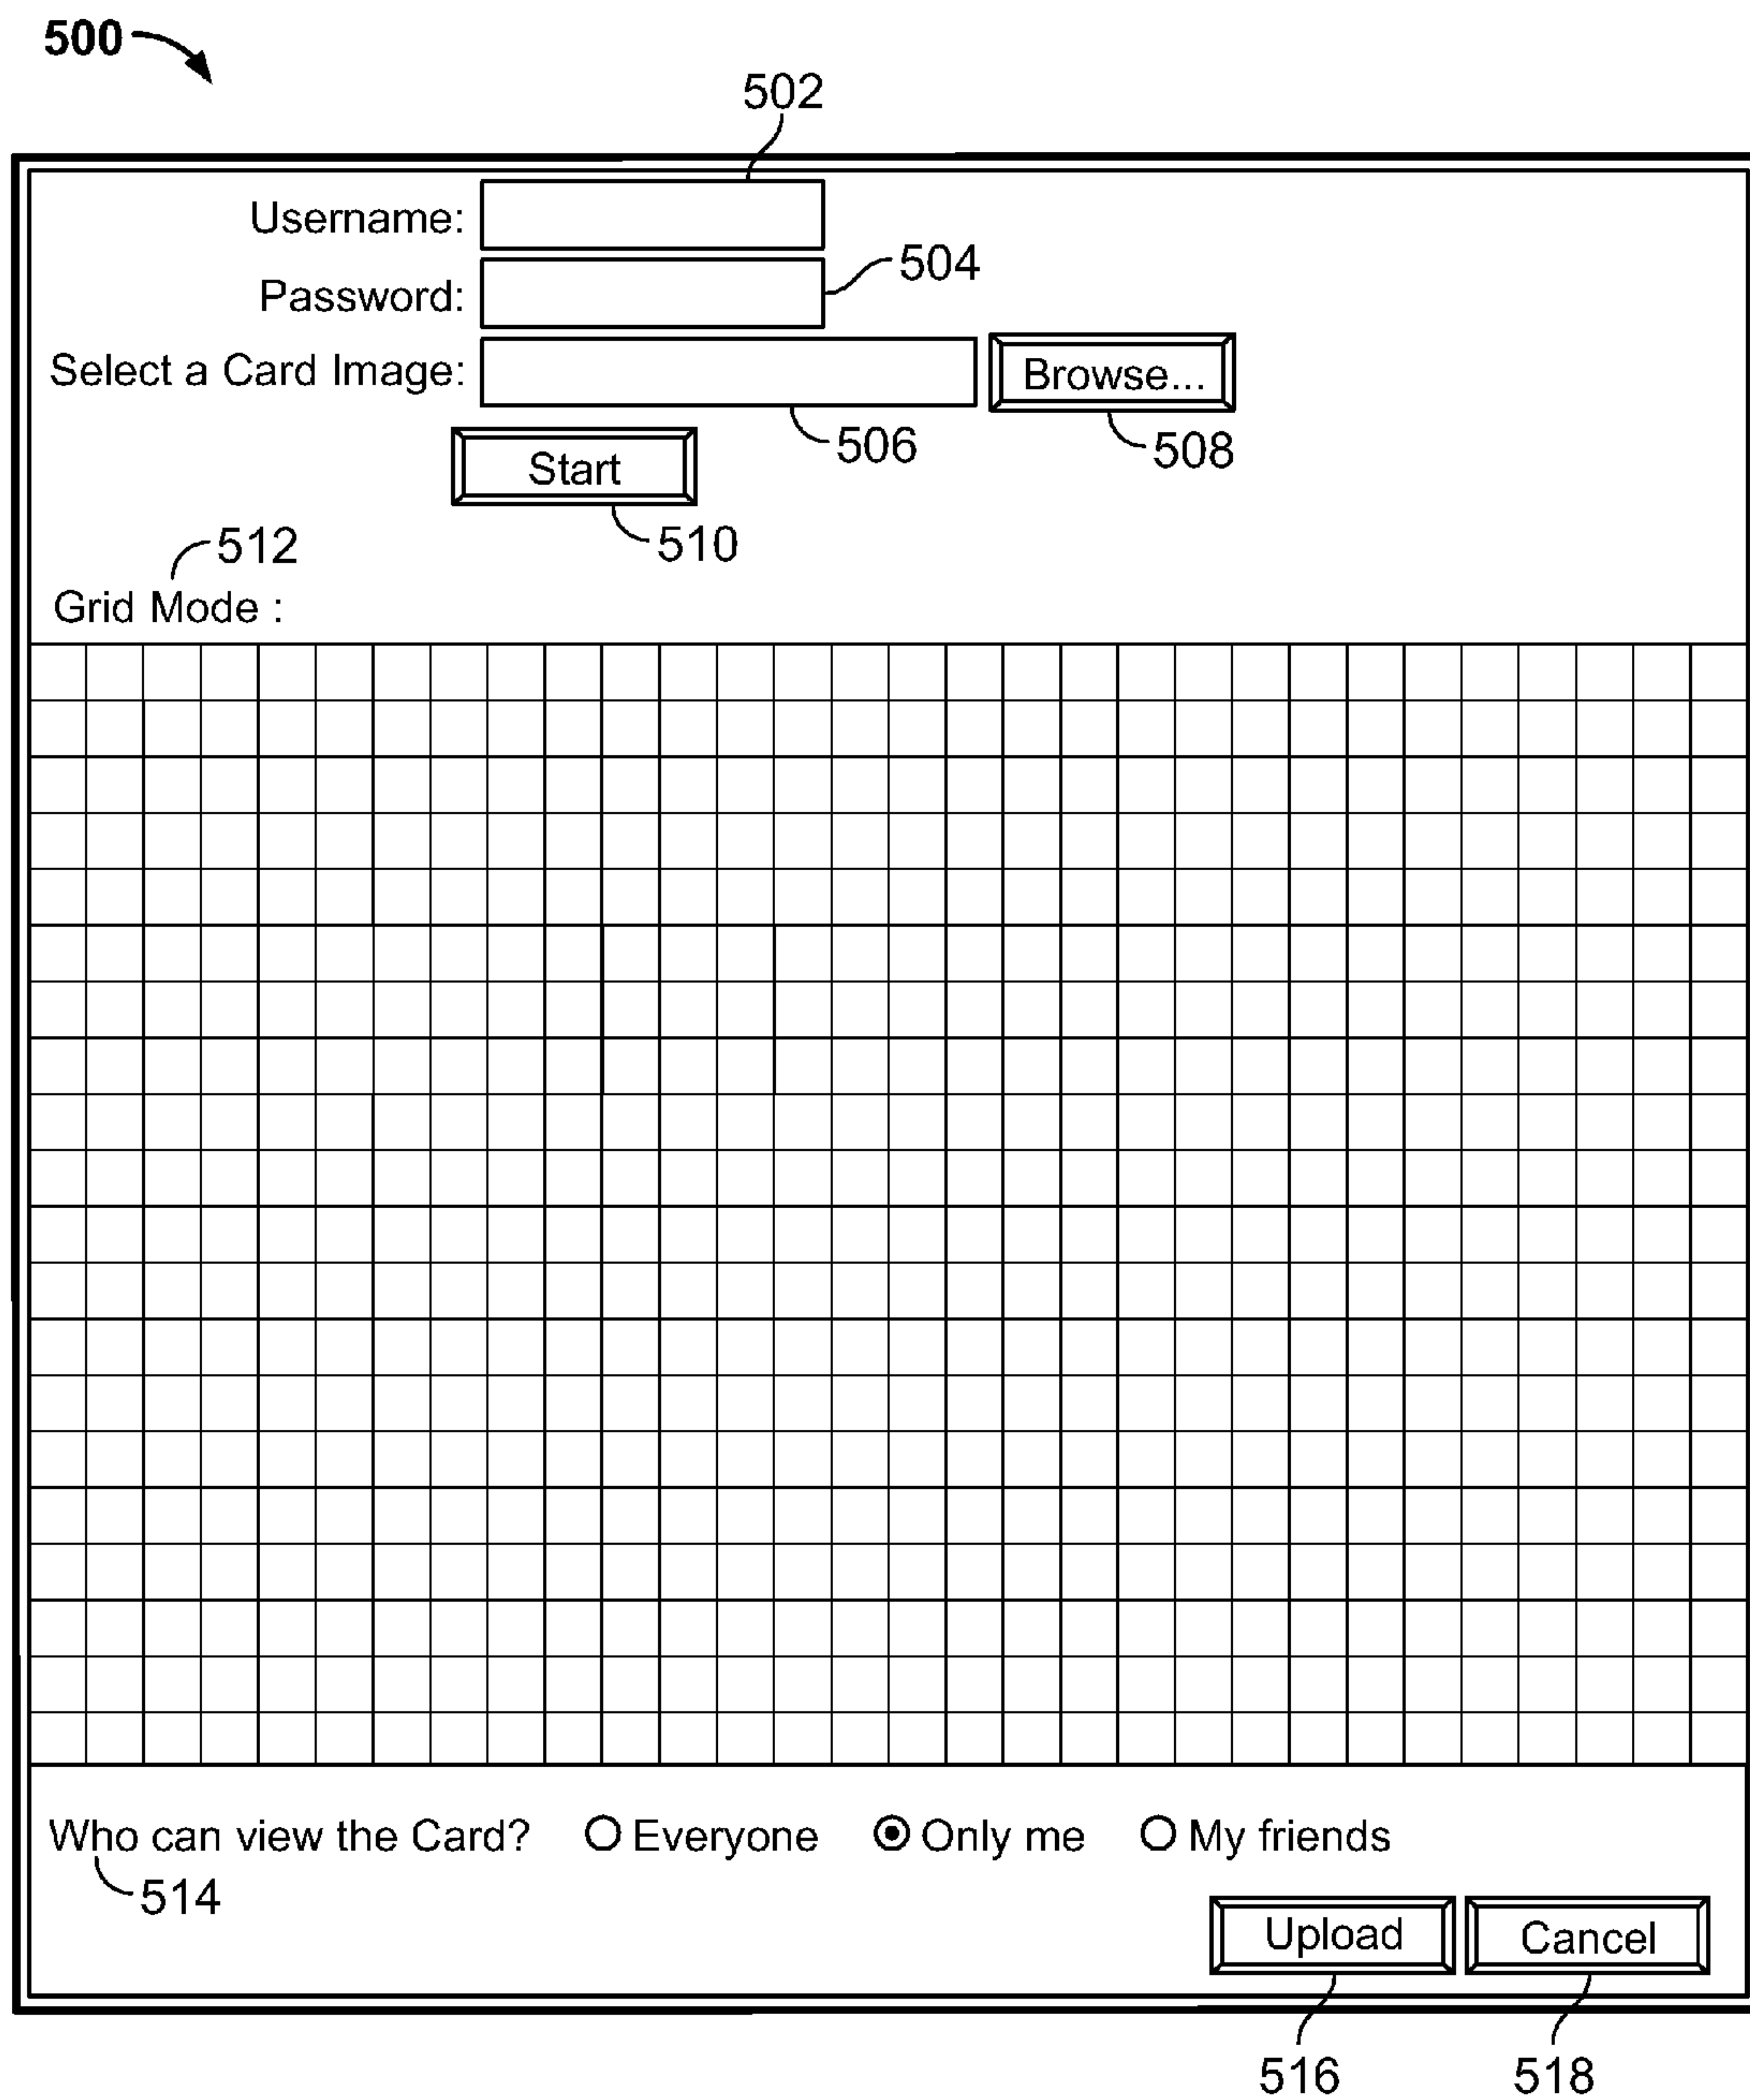 500
502
Username:
504
Password:
Select a Card Image:
Browse...
506
508
Start
510
512
Grid Mode :
Who can view the Card? Everyone Only me My friends
514
Upload Cancel
516 518